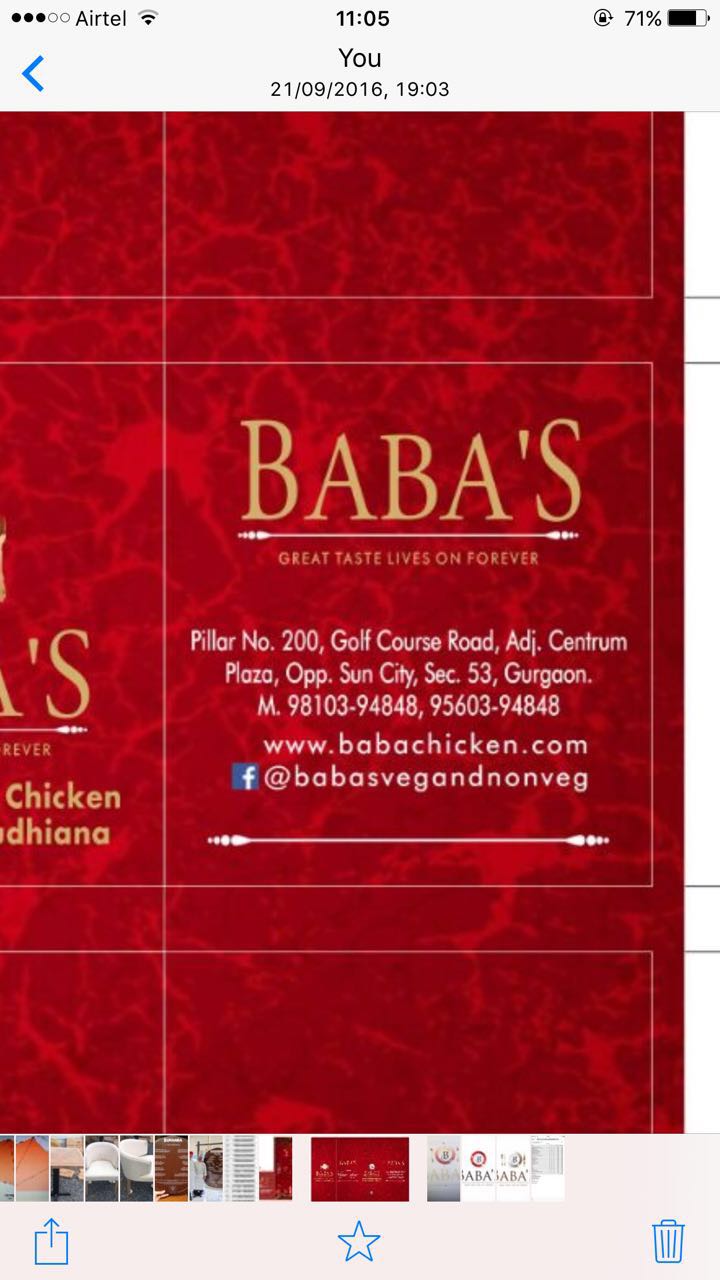 Airtel 11:05 71%
You
21/09/2016, 19:03
BABA'S
GREAT TASTE LIVES ON FOREVER
Pillar No. 200, Golf Course Road, Adj. Centrum
Plaza, Opp. Sun City, Sec. 53, Gurgaon.
M. 98103-94848, 95603-94848
www.babachicken.com
@babasvegandnonveg
A'S
REVER
Chicken
udhiana